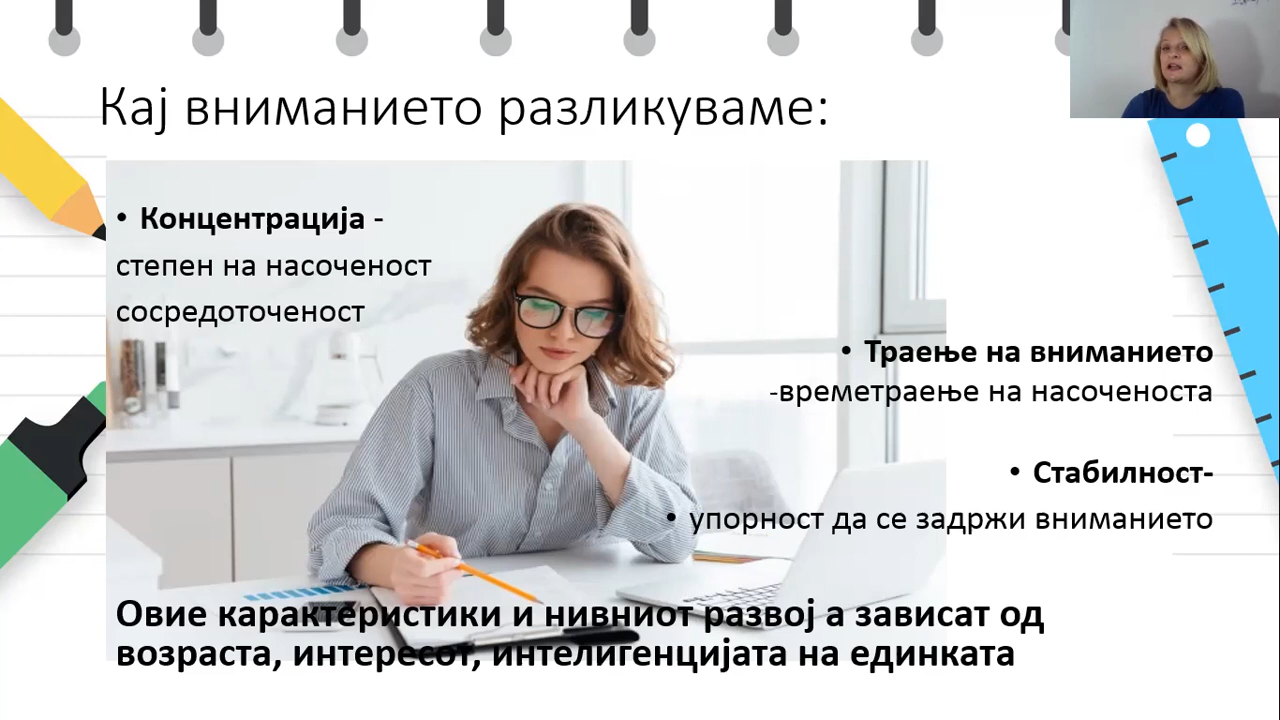 Кај вниманието разликуваме:
• Концентрација -
степен на насоченост
сосредоточеност
• Траење на вниманието
-времетраење на насоченоста
• Стабилност-
• упорност да се задржи вниманието
Овие карактеристики и нивниот развој а зависат од
возраста, интересот, интелигенцијата на единката